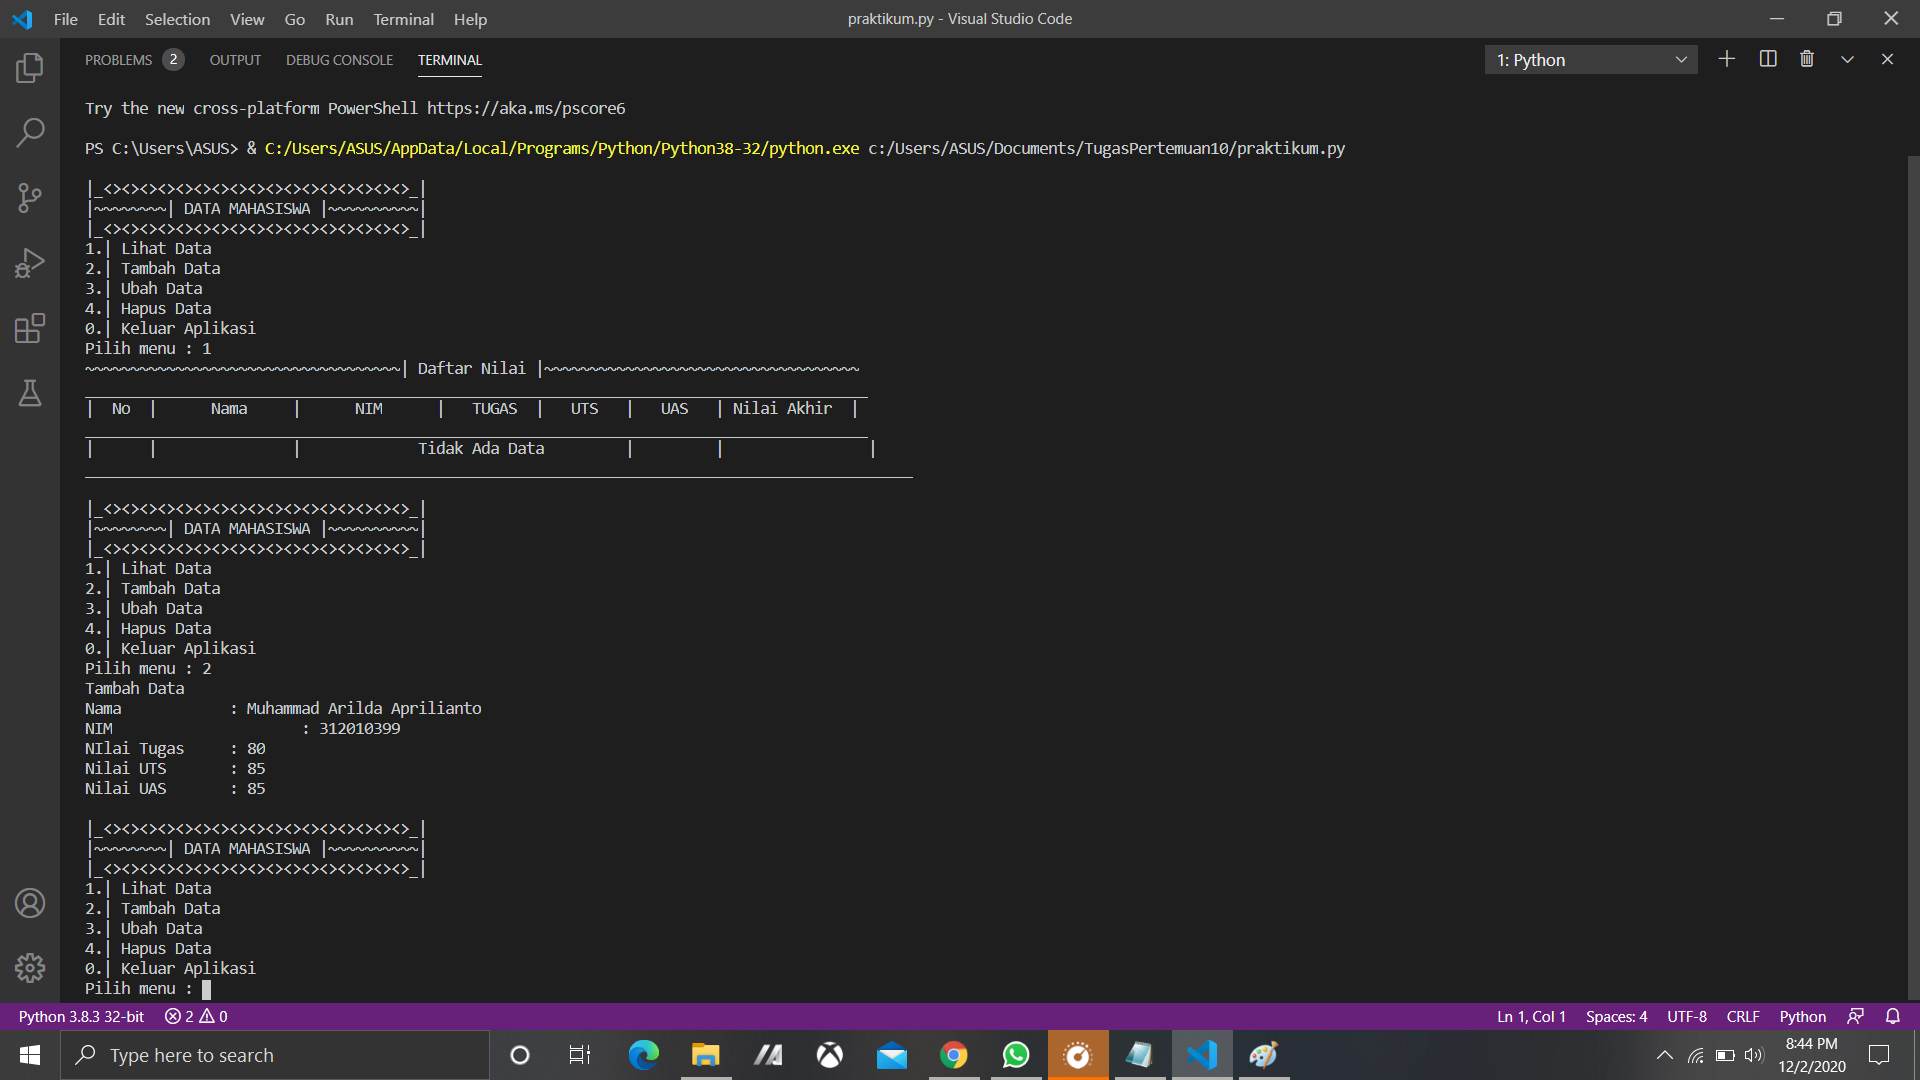 File Edit Selection View Go Run Terminal Help praktikum.py - Visual Studio Code
PROBLEMS 2 OUTPUT DEBUG CONSOLE TERMINAL 1: Python
Try the new cross-platform PowerShell https://aka.ms/pscore6
PS C:\Users\ASUS> & C:/Users/ASUS/AppData/Local/Programs/Python/Python38-32/python.exe c:/Users/ASUS/Documents/TugasPertemuan10/praktikum.py
|_<><><><><><><><><><><><><><><><><>_|
|~~~~~~~~| DATA MAHASISWA |~~~~~~~~~~|
|_<><><><><><><><><><><><><><><><><>_|
1.| Lihat Data
2.| Tambah Data
3.| Ubah Data
4.| Hapus Data
0.| Keluar Aplikasi
Pilih menu : 1
~~~~~~~~~~~~~~~~~~~~~~~~~~~~~~~~~~~| Daftar Nilai |~~~~~~~~~~~~~~~~~~~~~~~~~~~~~~~~~~~
_______________________________________________________________________________________
|  No  |      Nama     |      NIM      |   TUGAS  |   UTS   |   UAS   | Nilai Akhir  |
_______________________________________________________________________________________
|      |               |             Tidak Ada Data         |         |                |
____________________________________________________________________________________________
|_<><><><><><><><><><><><><><><><><>_|
|~~~~~~~~| DATA MAHASISWA |~~~~~~~~~~|
|_<><><><><><><><><><><><><><><><><>_|
1.| Lihat Data
2.| Tambah Data
3.| Ubah Data
4.| Hapus Data
0.| Keluar Aplikasi
Pilih menu : 2
Tambah Data
Nama            : Muhammad Arilda Aprilianto
NIM                     : 312010399
NIlai Tugas     : 80
Nilai UTS       : 85
Nilai UAS       : 85
|_<><><><><><><><><><><><><><><><><>_|
|~~~~~~~~| DATA MAHASISWA |~~~~~~~~~~|
|_<><><><><><><><><><><><><><><><><>_|
1.| Lihat Data
2.| Tambah Data
3.| Ubah Data
4.| Hapus Data
0.| Keluar Aplikasi
Pilih menu :
Python 3.8.3 32-bit 2 0 Ln 1, Col 1 Spaces: 4 UTF-8 CRLF Python
Type here to search
8:44 PM
12/2/2020